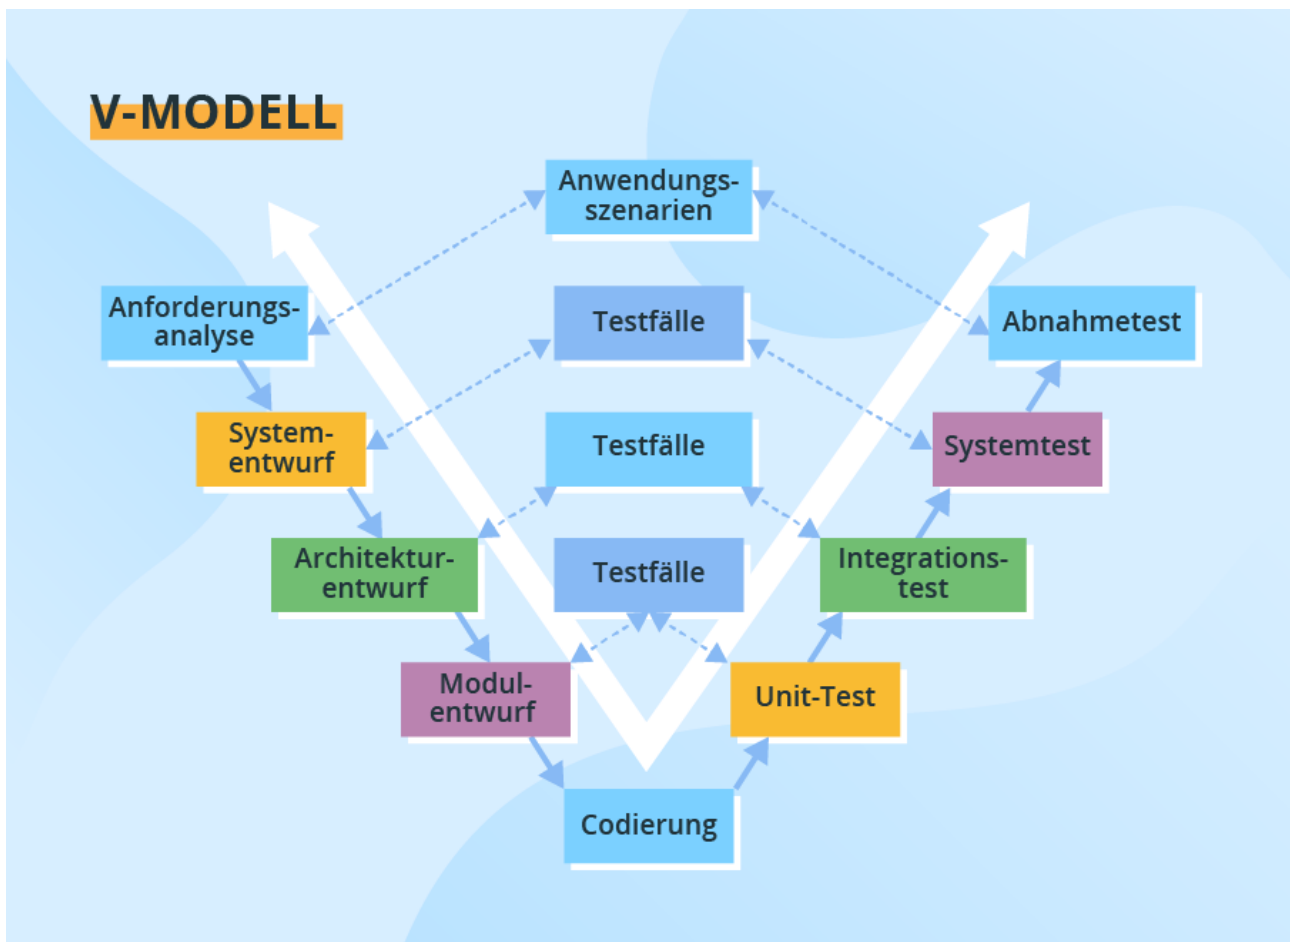 V-MODELL
Anwendungs-
szenarien
Anforderungs-
analyse
Testfälle
Abnahmetest
System-
entwurf
Testfälle
Systemtest
Architektur-
entwurf
Testfälle
Integrations-
test
Modul-
entwurf
Unit-Test
Codierung